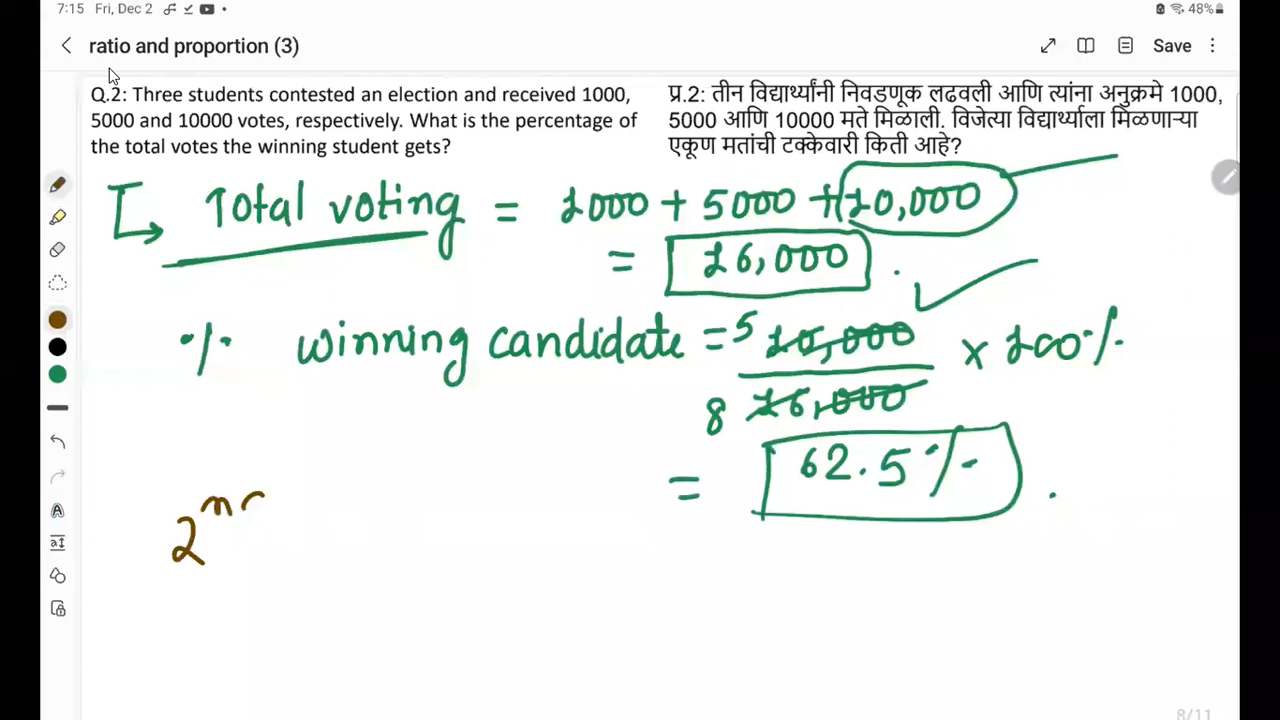 7:15 Fri, Dec 2 48%
ratio and proportion (3) Save
Q.2: Three students contested an election and received 1000,
5000 and 10000 votes, respectively. What is the percentage of
the total votes the winning student gets?
प्र.2: तीन विद्यार्थ्यांनी निवडणूक लढवली आणि त्यांना अनुक्रमे 1000,
5000 आणि 10000 मते मिळाली. विजेत्या विद्यार्थ्याला मिळणाऱ्या
एकूण मतांची टक्केवारी किती आहे?
Total voting = 1000 + 5000 + 10,000
= 16,000
% winning candidate = 5 10,000 × 100%
8 16,000
= 62.5%
2^n
8/11